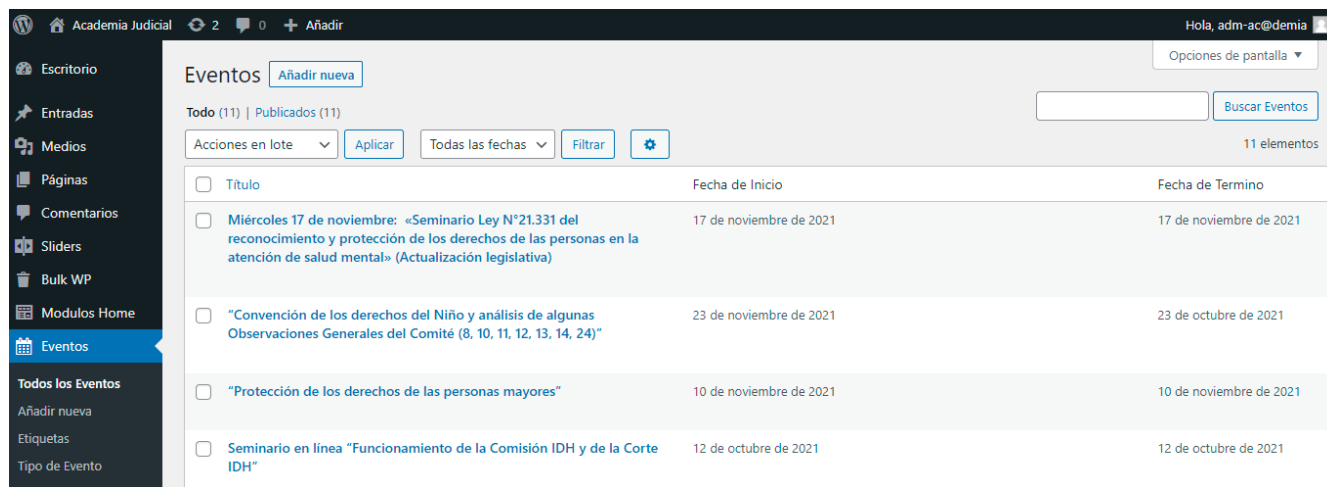 Academia Judicial 2 0 + Añadir Hola, adm-ac@demia
Opciones de pantalla ▼
Escritorio
Entradas
Medios
Páginas
Comentarios
Sliders
Bulk WP
Modulos Home
Eventos
Todos los Eventos
Añadir nueva
Etiquetas
Tipo de Evento
Eventos Añadir nueva
Todo (11) | Publicados (11)
Buscar Eventos
Acciones en lote Aplicar Todas las fechas Filtrar
11 elementos
Título Fecha de Inicio Fecha de Termino
Miércoles 17 de noviembre: «Seminario Ley N°21.331 del 17 de noviembre de 2021 17 de noviembre de 2021
reconocimiento y protección de los derechos de las personas en la
atención de salud mental» (Actualización legislativa)
“Convención de los derechos del Niño y análisis de algunas 23 de noviembre de 2021 23 de octubre de 2021
Observaciones Generales del Comité (8, 10, 11, 12, 13, 14, 24)”
“Protección de los derechos de las personas mayores” 10 de noviembre de 2021 10 de noviembre de 2021
Seminario en línea “Funcionamiento de la Comisión IDH y de la Corte 12 de octubre de 2021 12 de octubre de 2021
IDH”